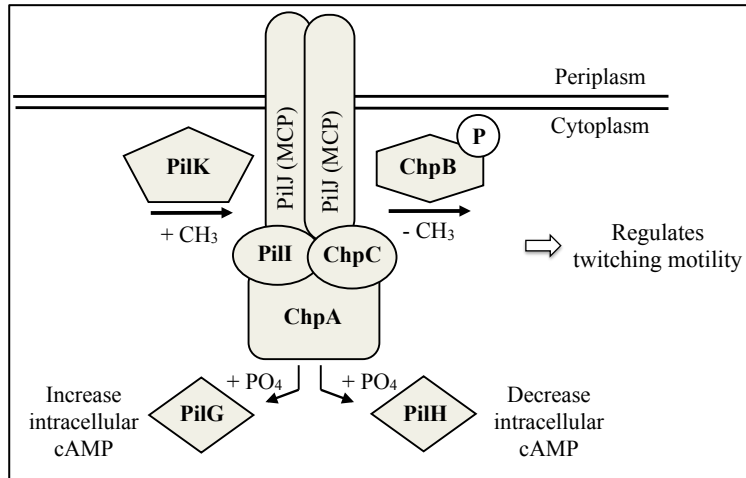 Periplasm
Cytoplasm
PilK
+ CH₃
PilJ (MCP)
PilJ (MCP)
P
ChpB
- CH₃
PilI
ChpC
ChpA
Regulates
twitching motility
+ PO₄
+ PO₄
Increase
intracellular
cAMP
PilG
PilH
Decrease
intracellular
cAMP